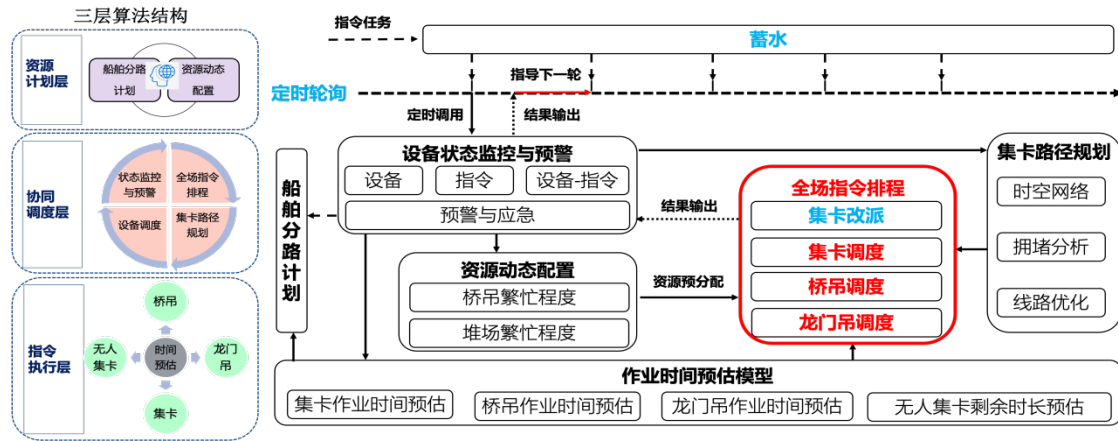 三层算法结构
资源
计划层
船舶分路
计划
资源动态
配置
协同
调度层
状态监控
与预警
全场指令
排程
设备调度
集卡路径
规划
指令
执行层
桥吊
无人
集卡
时间
预估
龙门
吊
集卡
指令任务
蓄水
指导下一轮
定时轮询
定时调用
结果输出
船舶分路计划
设备状态监控与预警
设备
指令
设备-指令
预警与应急
资源动态配置
桥吊繁忙程度
堆场繁忙程度
结果输出
资源预分配
全场指令排程
集卡改派
集卡调度
桥吊调度
龙门吊调度
集卡路径规划
时空网络
拥堵分析
线路优化
作业时间预估模型
集卡作业时间预估
桥吊作业时间预估
龙门吊作业时间预估
无人集卡剩余时长预估